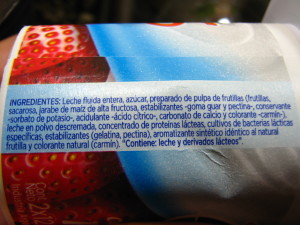 INGREDIENTES: Leche fluida entera, azúcar, preparado de pulpa de frutillas (frutillas,
sacarosa, jarabe de maíz de alta fructosa, estabilizantes -goma guar y pectina-, conservante
-sorbato de potasio-, acidulante -ácido cítrico-, carbonato de calcio y colorante -carmín-),
leche en polvo descremada, concentrado de proteínas lácteas, cultivos de bacterias lácticas
específicas, estabilizantes (gelatina, pectina), aromatizante sintético idéntico al natural
frutilla y colorante natural (carmín). "Contiene: leche y derivados lácteos".